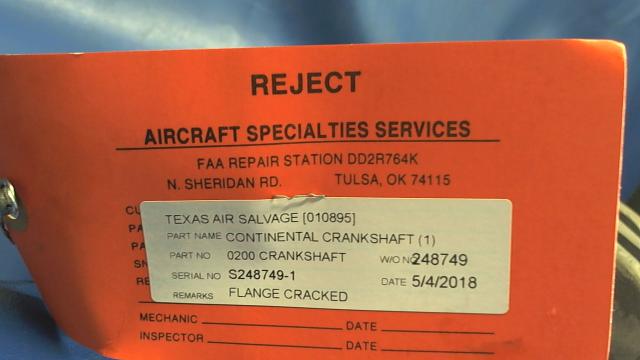 REJECT
AIRCRAFT SPECIALTIES SERVICES
FAA REPAIR STATION DD2R764K
N. SHERIDAN RD. TULSA, OK 74115
TEXAS AIR SALVAGE [010895]
PART NAME CONTINENTAL CRANKSHAFT (1)
PART NO 0200 CRANKSHAFT W/O NO 248749
SERIAL NO S248749-1 DATE 5/4/2018
REMARKS FLANGE CRACKED
MECHANIC DATE
INSPECTOR DATE